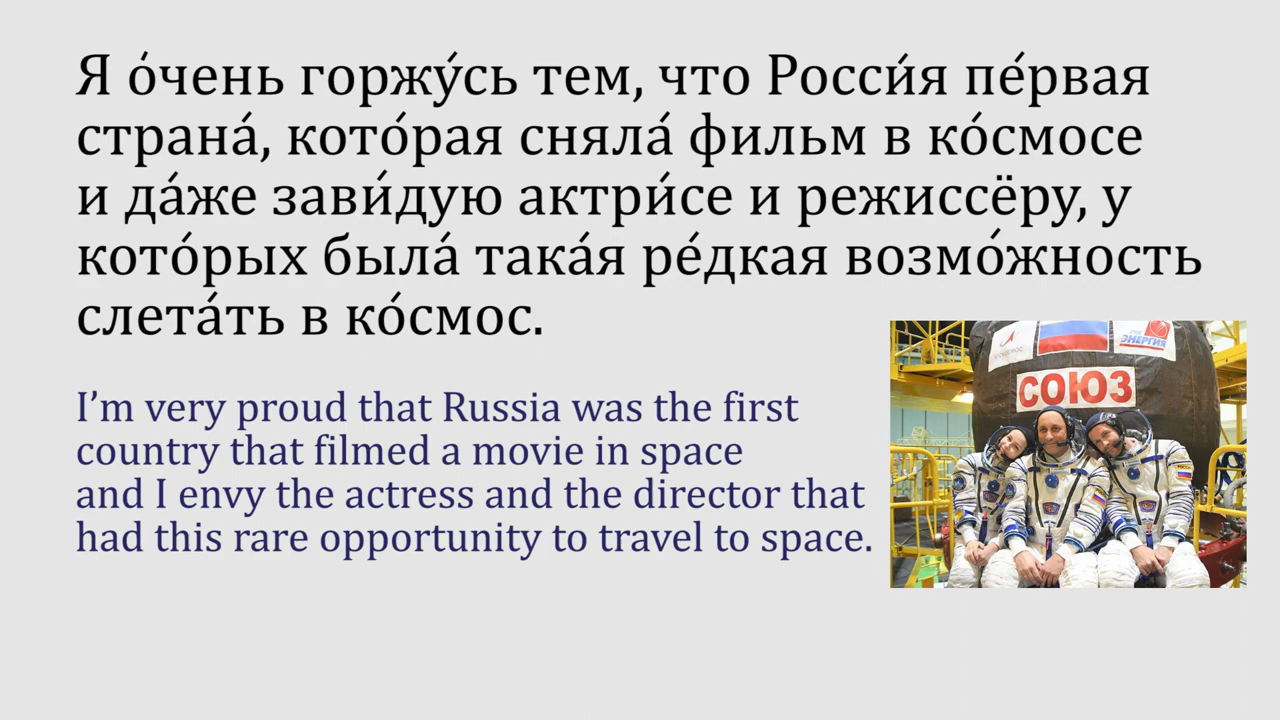 Я о́чень горжу́сь тем, что Росси́я пе́рвая
страна́, кото́рая сняла́ фильм в ко́смосе
и да́же зави́дую актри́се и режиссёру, у
кото́рых была́ така́я ре́дкая возмо́жность
слета́ть в ко́смос.
I’m very proud that Russia was the first
country that filmed a movie in space
and I envy the actress and the director that
had this rare opportunity to travel to space.
ЭНЕРГИЯ
СОЮЗ